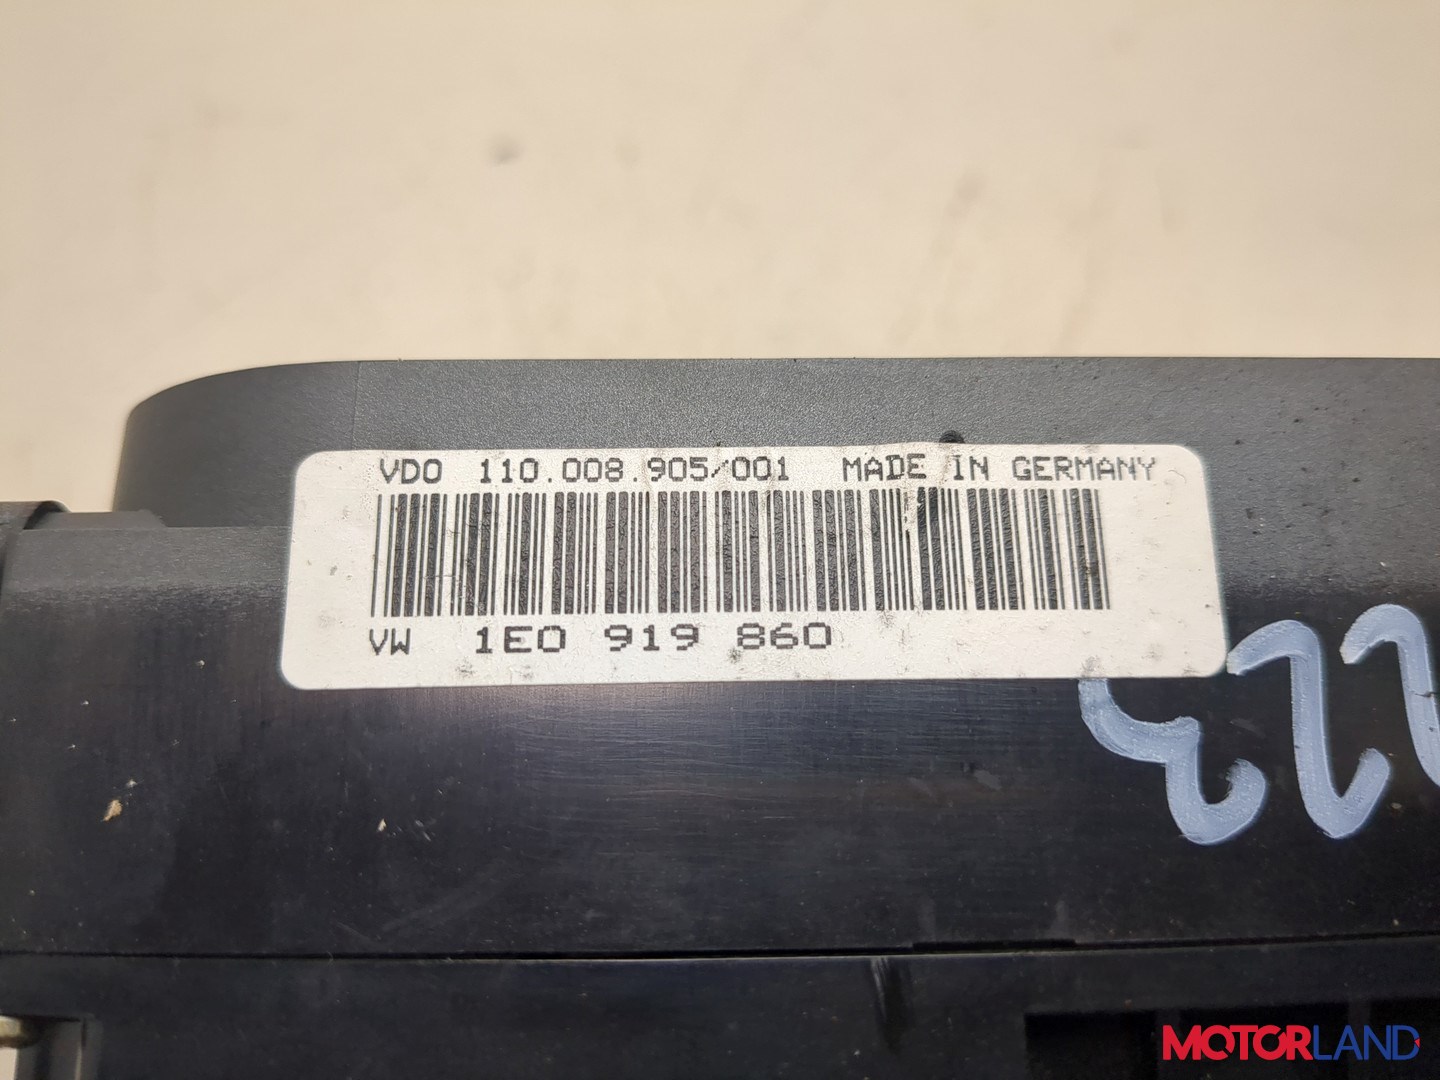 VDO 110.008.905/001 MADE IN GERMANY
VW 1E0 919 860
MOTORLAND